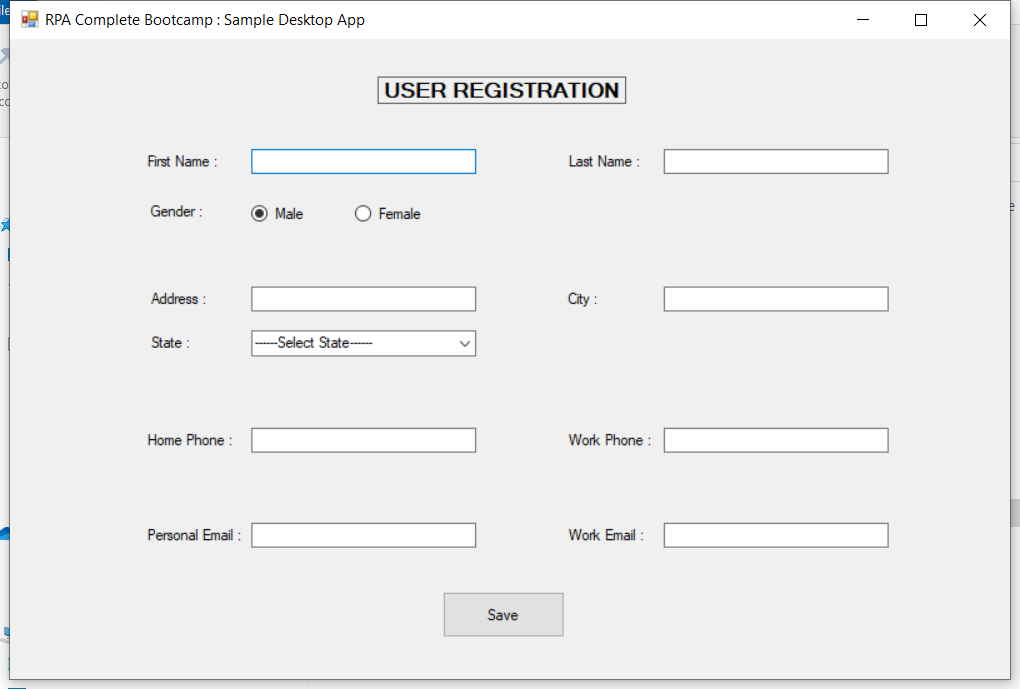 RPA Complete Bootcamp : Sample Desktop App
USER REGISTRATION
First Name :
Last Name :
Gender :
Male
Female
Address :
City :
State :
------Select State------
Home Phone :
Work Phone :
Personal Email :
Work Email :
Save